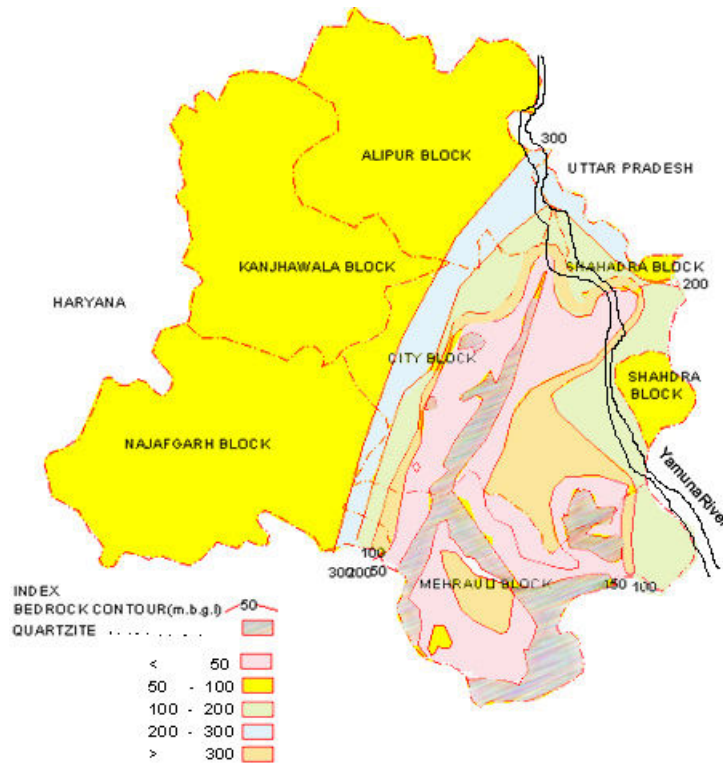 300
ALIPUR BLOCK
UTTAR PRADESH
KANJHAWALA BLOCK
SHAHADRA BLOCK
200
HARYANA
CITY BLOCK
SHAHDRA
BLOCK
NAJAFGARH BLOCK
Yamuna River
100
300 200 50
MEHRAULI BLOCK
150 100
INDEX
BEDROCK CONTOUR(m.b.g.l) 50
QUARTZITE . . . . . . . . .
< 50
50 - 100
100 - 200
200 - 300
> 300